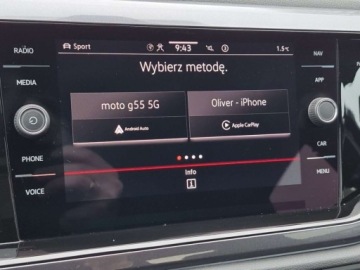 RADIO
MEDIA
PHONE
VOICE
Sport
9:43
1.5°C
Wybierz metodę.
moto g55 5G
Android Auto
Oliver - iPhone
Apple CarPlay
Info
NAV
APP
CAR
MENU